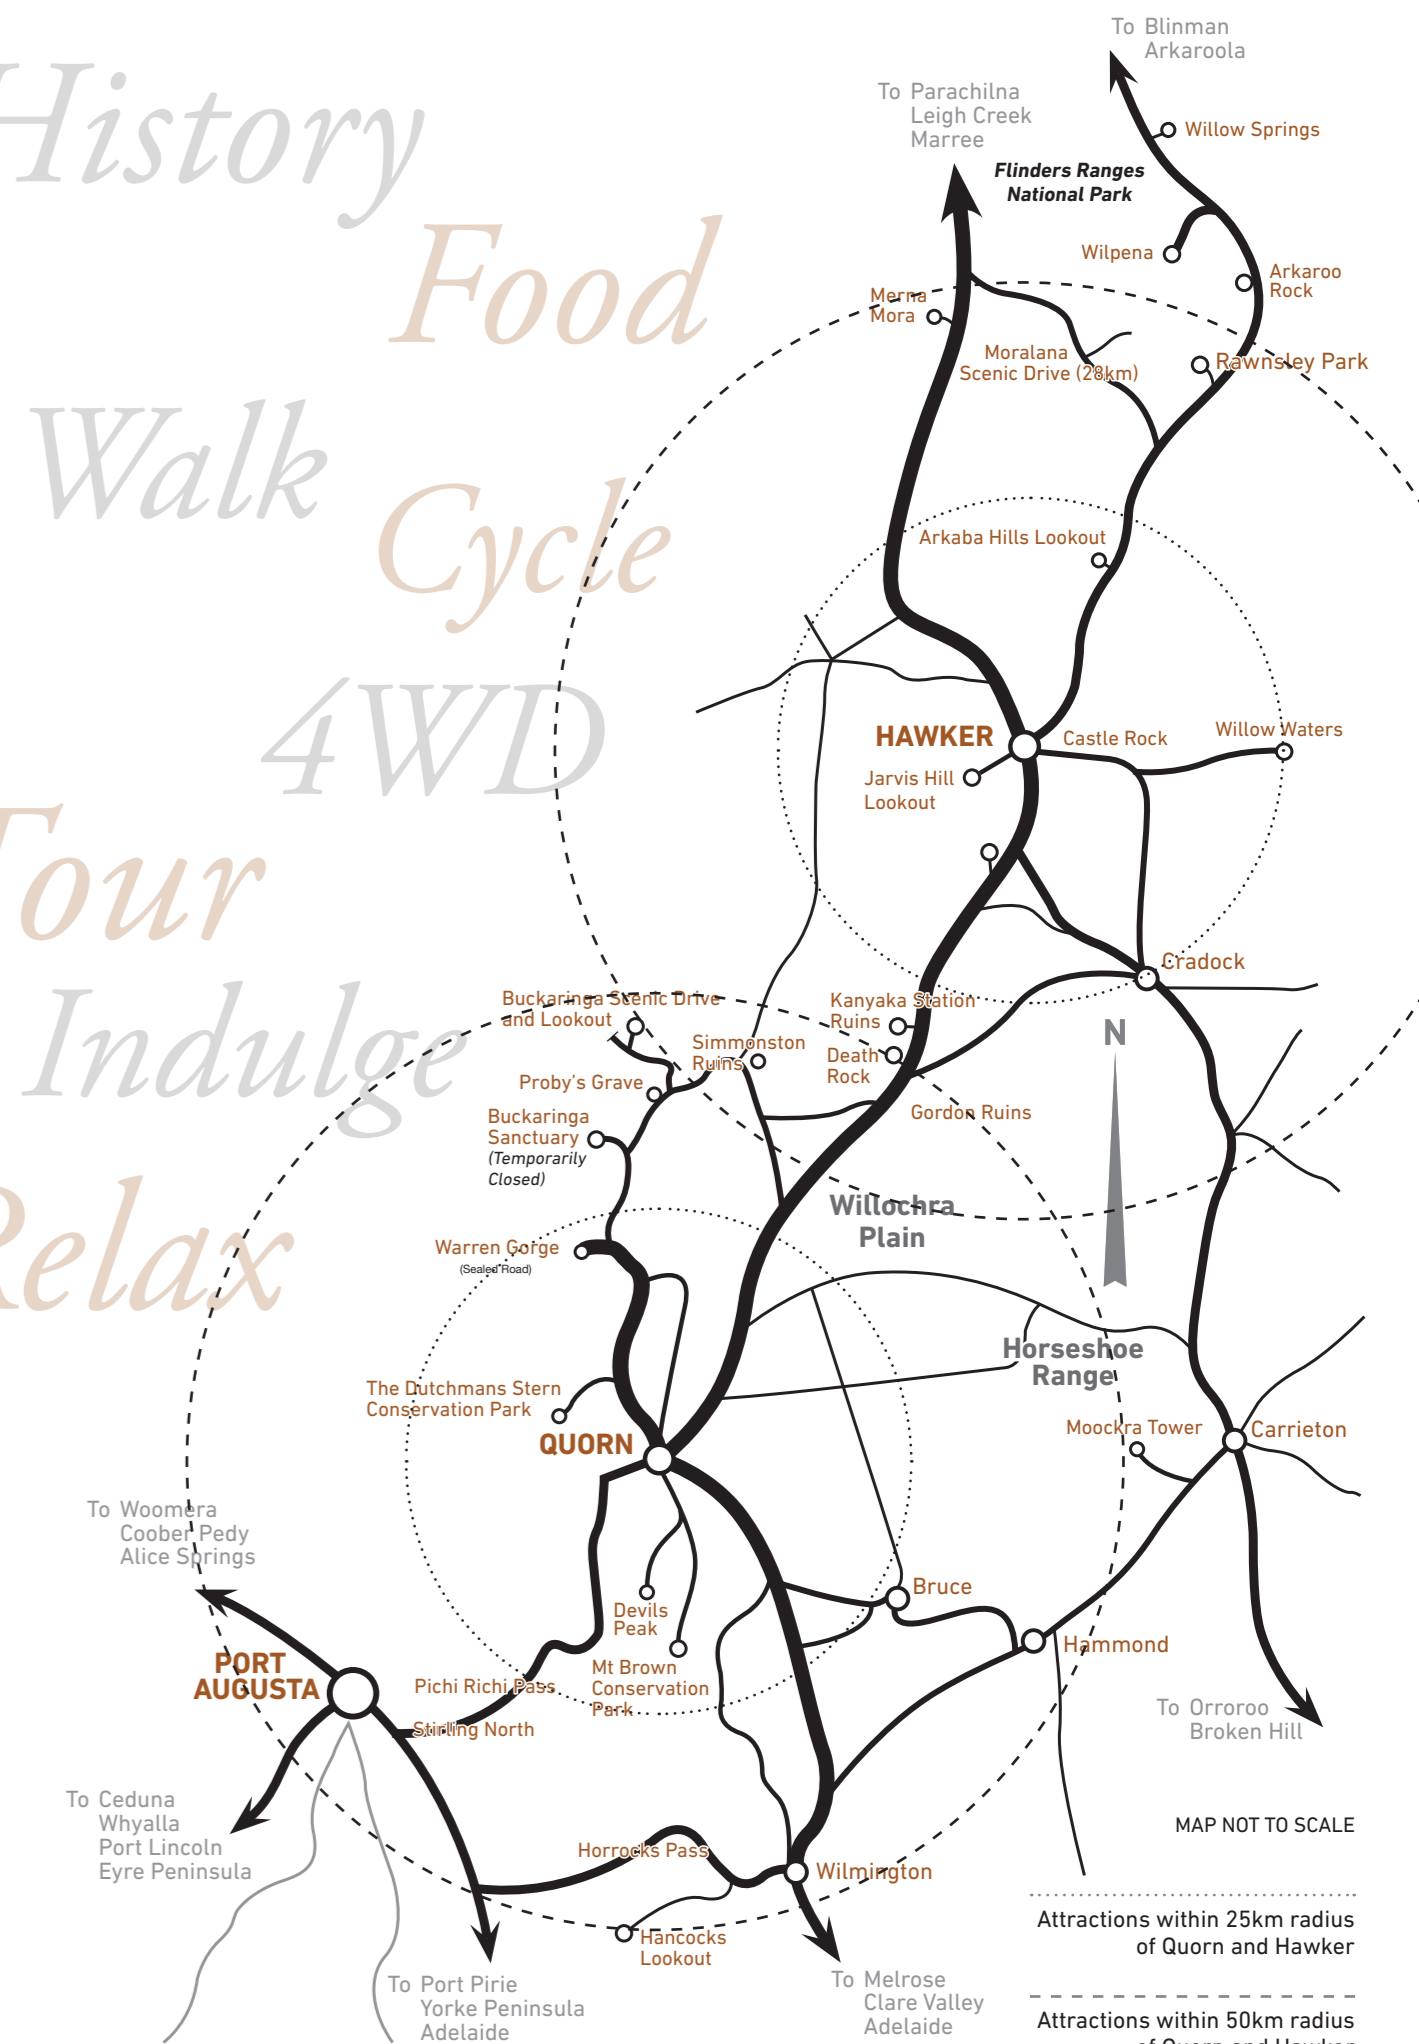 To Blinman
Arkaroola
To Parachilna
Leigh Creek
Marree
Willow Springs
Flinders Ranges
National Park
History
Food
Walk
Cycle
4WD
Tour
Indulge
Relax
Wilpena
Arkaroo
Rock
Merna
Mora
Moralana
Scenic Drive (28km)
Rawnsley Park
Arkaba Hills Lookout
HAWKER
Castle Rock
Willow Waters
Jarvis Hill
Lookout
Cradock
Buckaringa Scenic Drive
and Lookout
Kanyaka Station
Ruins
Simmonston
Ruins
Death
Rock
N
Proby's Grave
Buckaringa
Sanctuary
(Temporarily
Closed)
Gordon Ruins
Willochra
Plain
Warren Gorge
(Sealed Road)
Horseshoe
Range
The Dutchmans Stern
Conservation Park
QUORN
Moockra Tower
Carrieton
To Woomera
Coober Pedy
Alice Springs
Bruce
Devils
Peak
Hammond
PORT
AUGUSTA
Pichi Richi Pass
Mt Brown
Conservation
Park
Stirling North
To Orroroo
Broken Hill
To Ceduna
Whyalla
Port Lincoln
Eyre Peninsula
MAP NOT TO SCALE
Horrocks Pass
Wilmington
Hancocks
Lookout
Attractions within 25km radius
of Quorn and Hawker
To Port Pirie
Yorke Peninsula
Adelaide
To Melrose
Clare Valley
Adelaide
Attractions within 50km radius
of Quorn and Hawker